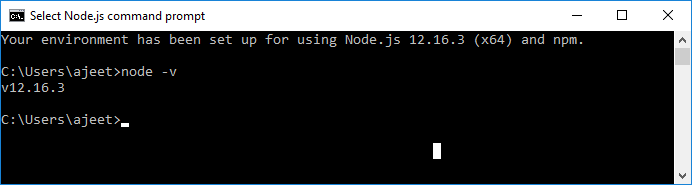 Select Node.js command prompt
Your environment has been set up for using Node.js 12.16.3 (x64) and npm.
C:\Users\ajeet>node -v
v12.16.3
C:\Users\ajeet>